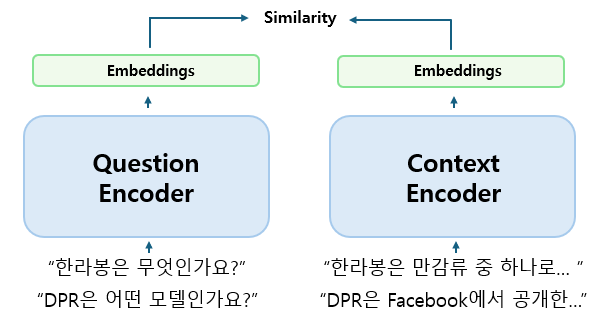 Similarity
Embeddings
Embeddings
Question
Encoder
Context
Encoder
“한라봉은 무엇인가요?”
“DPR은 어떤 모델인가요?”
“한라봉은 만감류 중 하나로... ”
“DPR은 Facebook에서 공개한...”